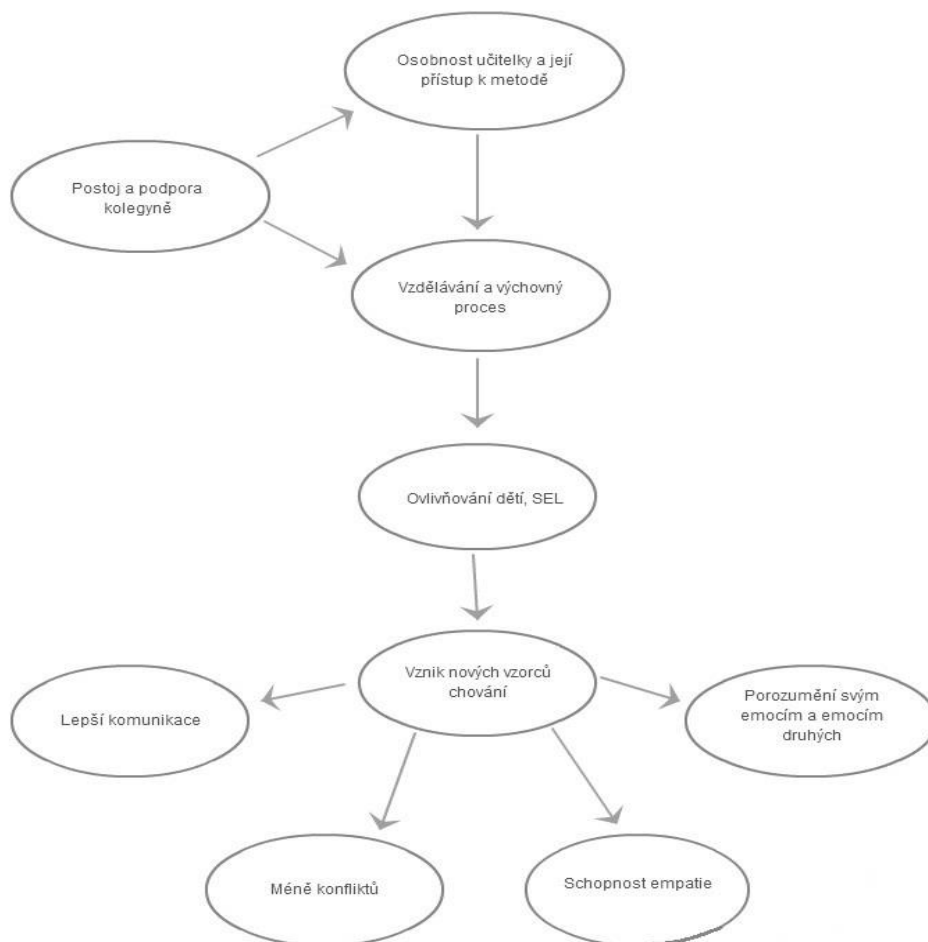 Osobnost učitelky a její
přístup k metodě
Postoj a podpora
kolegyně
Vzdělávání a výchovný
proces
Ovlivňování dětí, SEL
Vznik nových vzorců
chování
Lepší komunikace
Porozumění svým
emocím a emocím
druhých
Méně konfliktů
Schopnost empatie